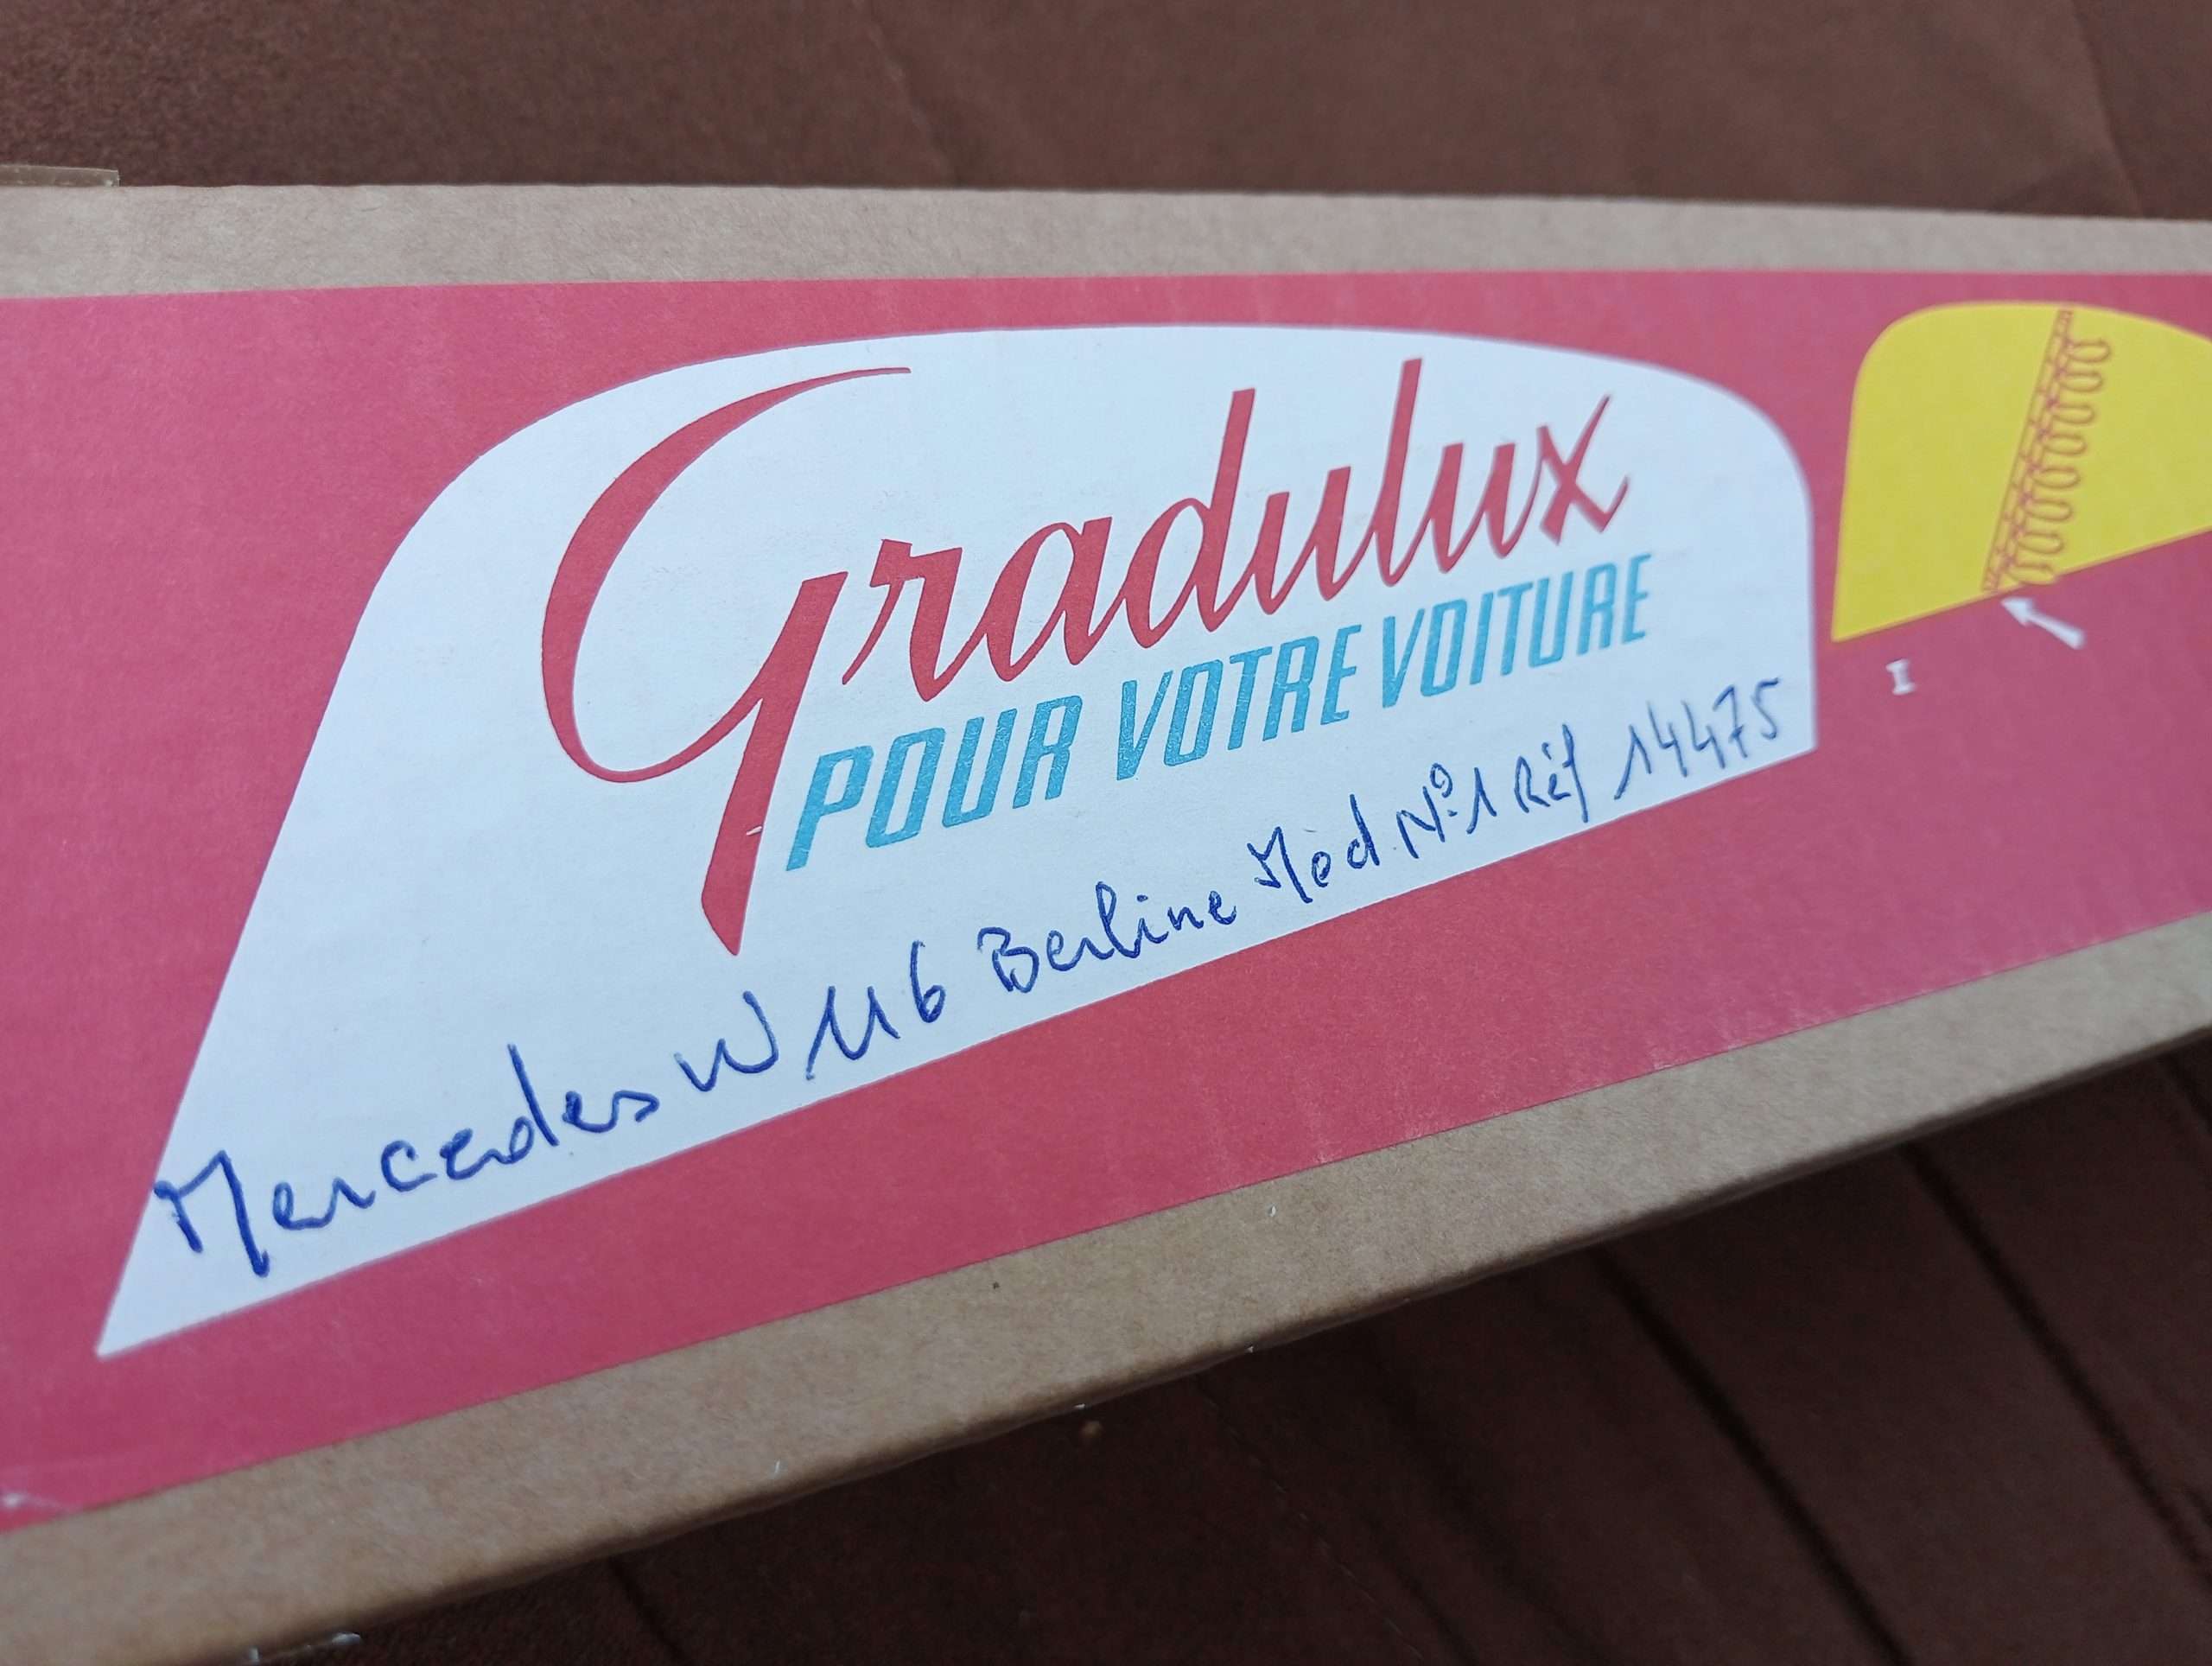 Gradulux
POUR VOTRE VOITURE
Mercedes W 116 Berline Mod N°1 Réf 14475
I